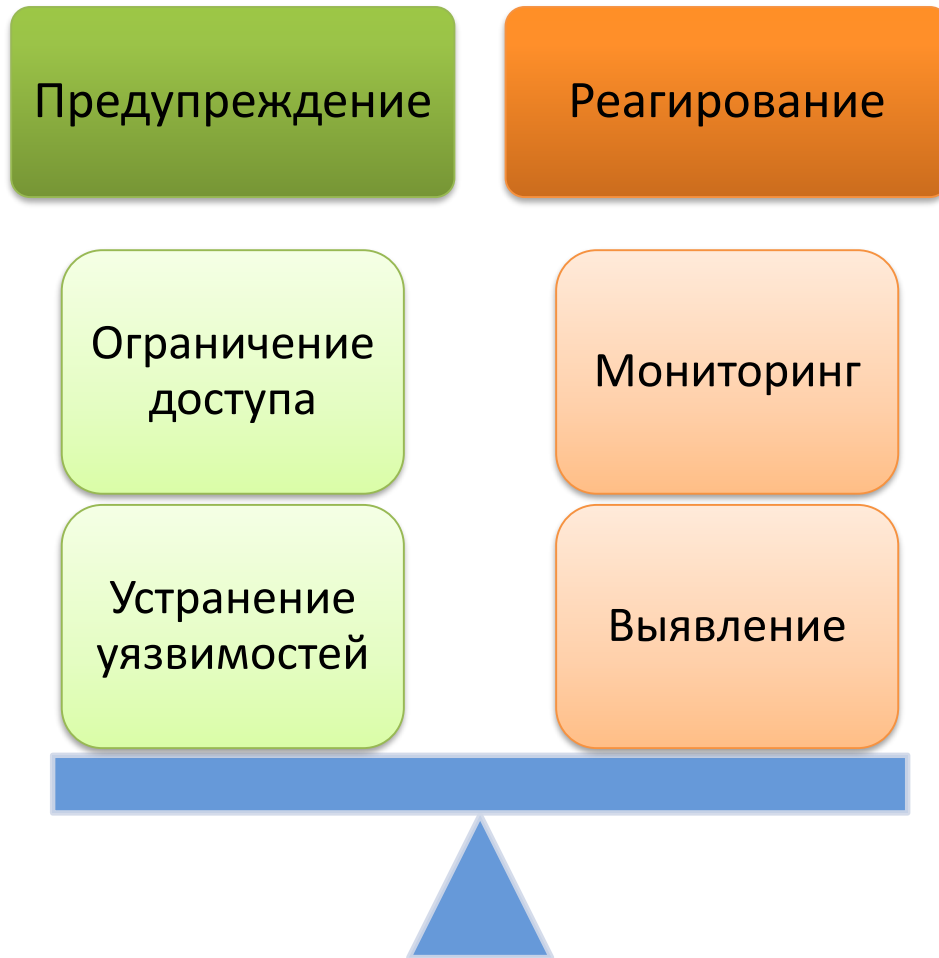 Предупреждение
Реагирование
Ограничение
доступа
Мониторинг
Устранение
уязвимостей
Выявление